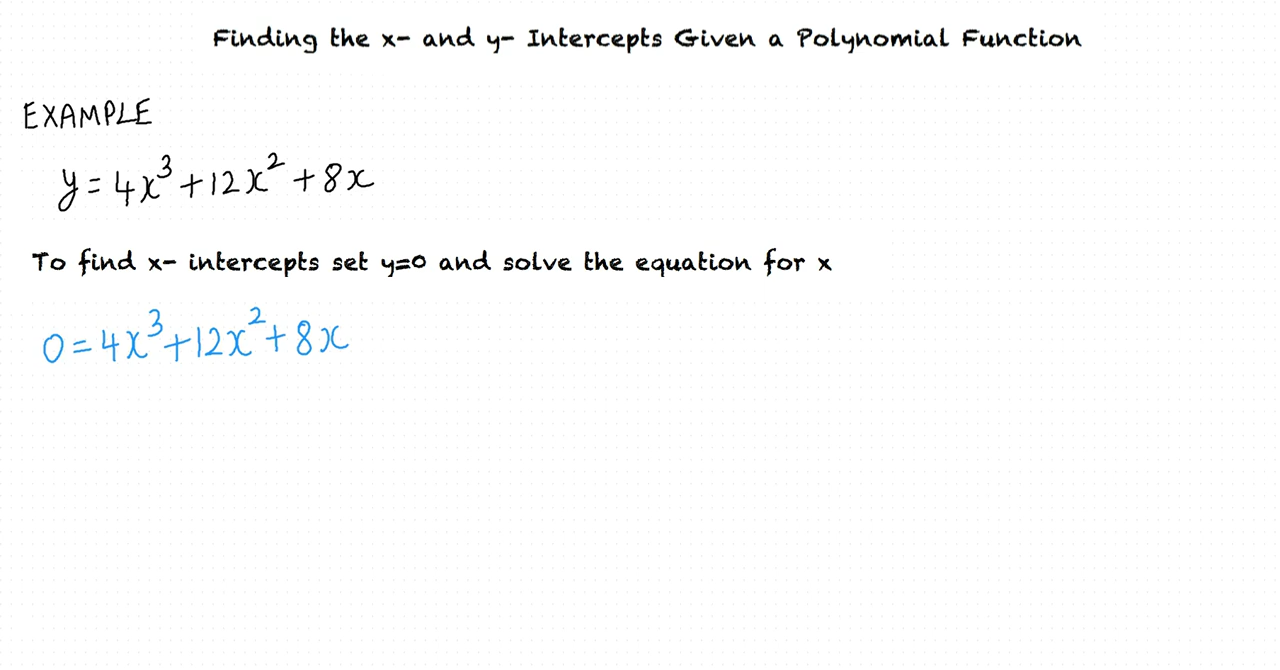 Finding the x- and y- Intercepts Given a Polynomial Function
EXAMPLE
y = 4x³ + 12x² + 8x
To find x- intercepts set y=0 and solve the equation for x
0 = 4x³ + 12x² + 8x